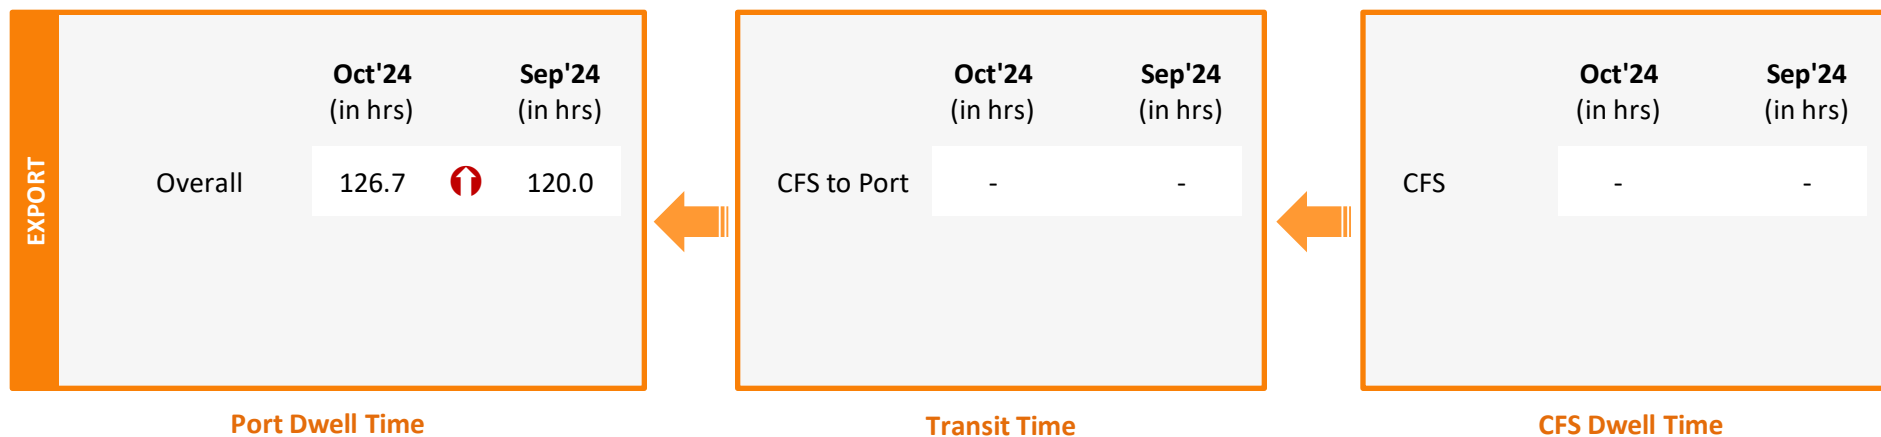 EXPORT
Oct'24 Sep'24
(in hrs) (in hrs)
Overall 126.7 120.0
Port Dwell Time
Oct'24 Sep'24
(in hrs) (in hrs)
CFS to Port - -
Transit Time
Oct'24 Sep'24
(in hrs) (in hrs)
CFS - -
CFS Dwell Time